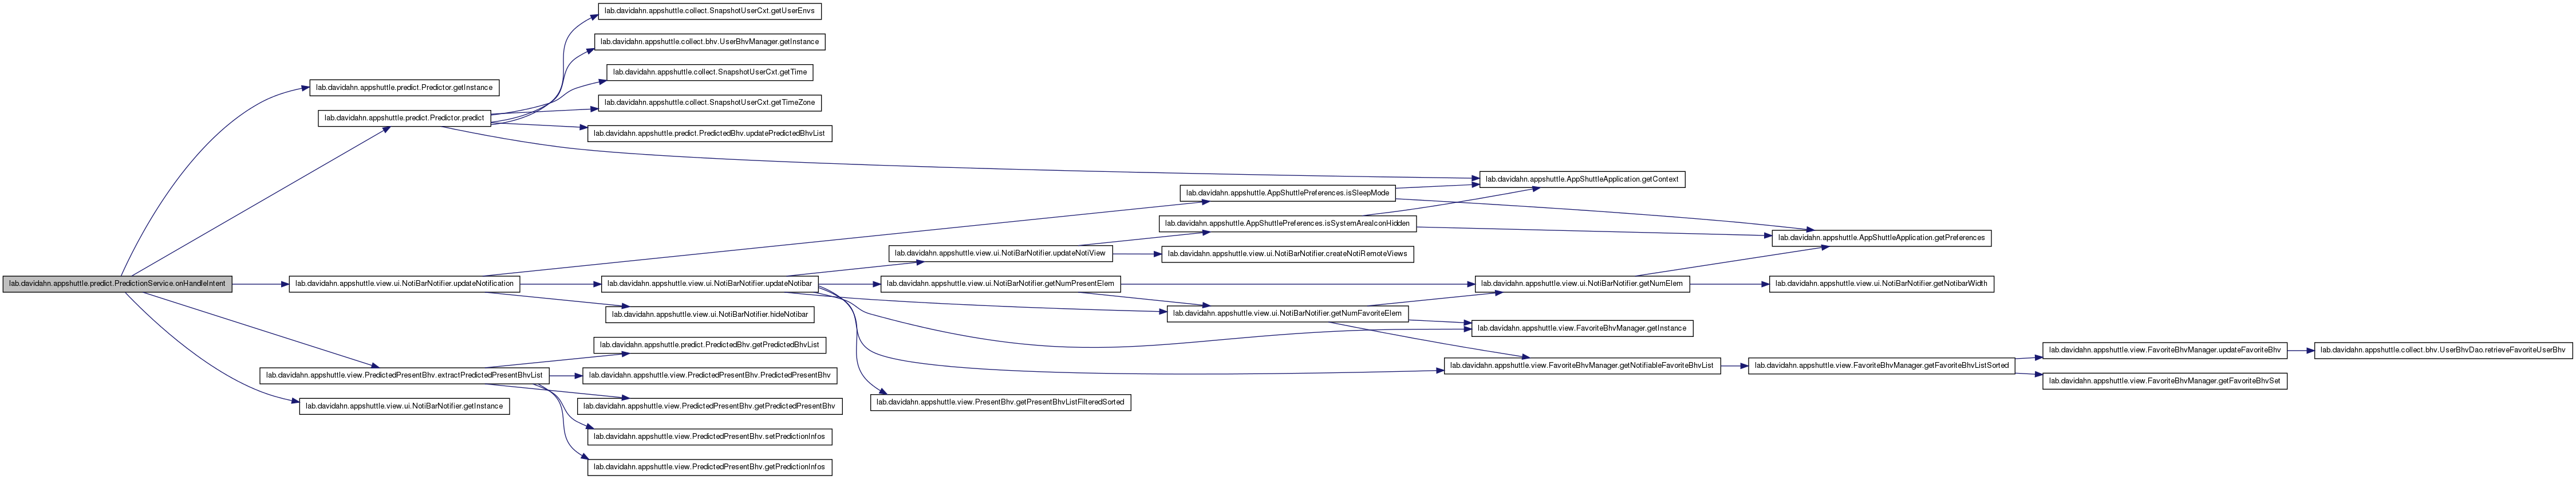 lab.davidahn.appshuttle.collect.SnapshotUserCxt.getUserEnvs
lab.davidahn.appshuttle.collect.bhv.UserBhvManager.getInstance
lab.davidahn.appshuttle.collect.SnapshotUserCxt.getTime
lab.davidahn.appshuttle.predict.Predictor.getInstance
lab.davidahn.appshuttle.collect.SnapshotUserCxt.getTimeZone
lab.davidahn.appshuttle.predict.Predictor.predict
lab.davidahn.appshuttle.predict.PredictedBhv.updatePredictedBhvList
lab.davidahn.appshuttle.AppShuttleApplication.getContext
lab.davidahn.appshuttle.AppShuttlePreferences.isSleepMode
lab.davidahn.appshuttle.AppShuttlePreferences.isSystemAreaIconHidden
lab.davidahn.appshuttle.AppShuttleApplication.getPreferences
lab.davidahn.appshuttle.view.ui.NotiBarNotifier.updateNotiView
lab.davidahn.appshuttle.view.ui.NotiBarNotifier.createNotiRemoteViews
lab.davidahn.appshuttle.predict.PredictionService.onHandleIntent
lab.davidahn.appshuttle.view.ui.NotiBarNotifier.updateNotification
lab.davidahn.appshuttle.view.ui.NotiBarNotifier.updateNotibar
lab.davidahn.appshuttle.view.ui.NotiBarNotifier.getNumPresentElem
lab.davidahn.appshuttle.view.ui.NotiBarNotifier.getNumElem
lab.davidahn.appshuttle.view.ui.NotiBarNotifier.getNotibarWidth
lab.davidahn.appshuttle.view.ui.NotiBarNotifier.hideNotibar
lab.davidahn.appshuttle.view.ui.NotiBarNotifier.getNumFavoriteElem
lab.davidahn.appshuttle.view.FavoriteBhvManager.getInstance
lab.davidahn.appshuttle.predict.PredictedBhv.getPredictedBhvList
lab.davidahn.appshuttle.view.FavoriteBhvManager.updateFavoriteBhv
lab.davidahn.appshuttle.collect.bhv.UserBhvDao.retrieveFavoriteUserBhv
lab.davidahn.appshuttle.view.FavoriteBhvManager.getNotifiableFavoriteBhvList
lab.davidahn.appshuttle.view.FavoriteBhvManager.getFavoriteBhvListSorted
lab.davidahn.appshuttle.view.PredictedPresentBhv.extractPredictedPresentBhvList
lab.davidahn.appshuttle.view.PredictedPresentBhv.PredictedPresentBhv
lab.davidahn.appshuttle.view.FavoriteBhvManager.getFavoriteBhvSet
lab.davidahn.appshuttle.view.PresentBhv.getPresentBhvListFilteredSorted
lab.davidahn.appshuttle.view.ui.NotiBarNotifier.getInstance
lab.davidahn.appshuttle.view.PredictedPresentBhv.getPredictedPresentBhv
lab.davidahn.appshuttle.view.PredictedPresentBhv.setPredictionInfos
lab.davidahn.appshuttle.view.PredictedPresentBhv.getPredictionInfos